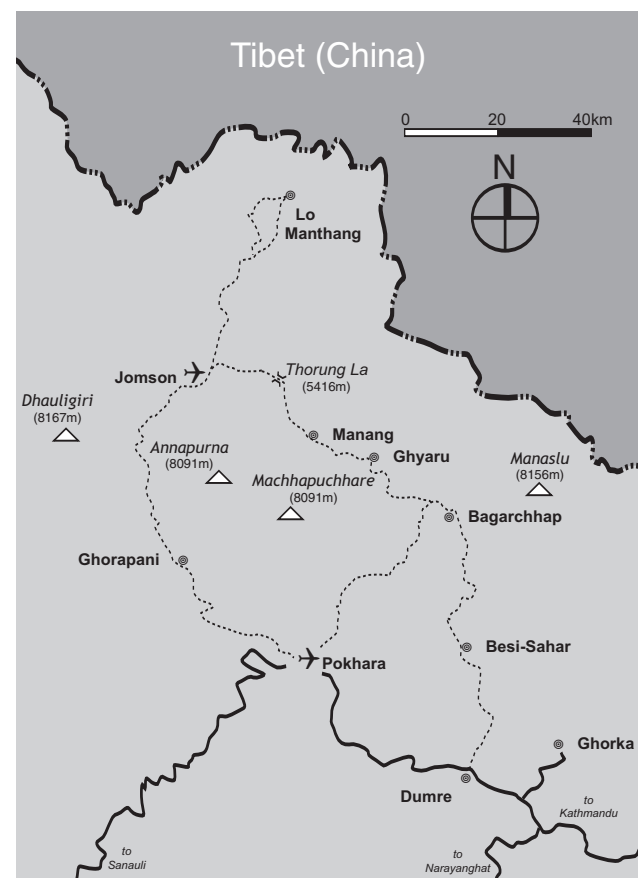 Tibet (China)
0 20 40km
N
Lo
Manthang
Jomson
Thorung La
(5416m)
Dhauligiri
(8167m)
Manang
Annapurna
(8091m)
Ghyaru
Machhapuchhare
(8091m)
Manaslu
(8156m)
Bagarchhap
Ghorapani
Besi-Sahar
Pokhara
Ghorka
Dumre
to
Kathmandu
to
Sanauli
to
Narayanghat